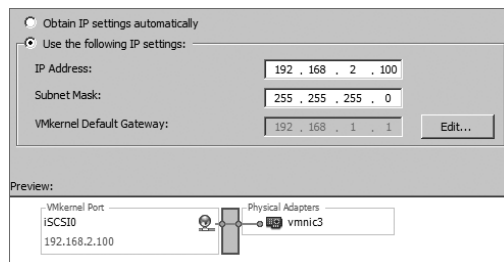 Obtain IP settings automatically
Use the following IP settings:
IP Address: 192 . 168 . 2 . 100
Subnet Mask: 255 . 255 . 255 . 0
VMkernel Default Gateway: 192 . 168 . 1 . 1 Edit...
Preview:
VMkernel Port Physical Adapters
iSCSI0 vmnic3
192.168.2.100